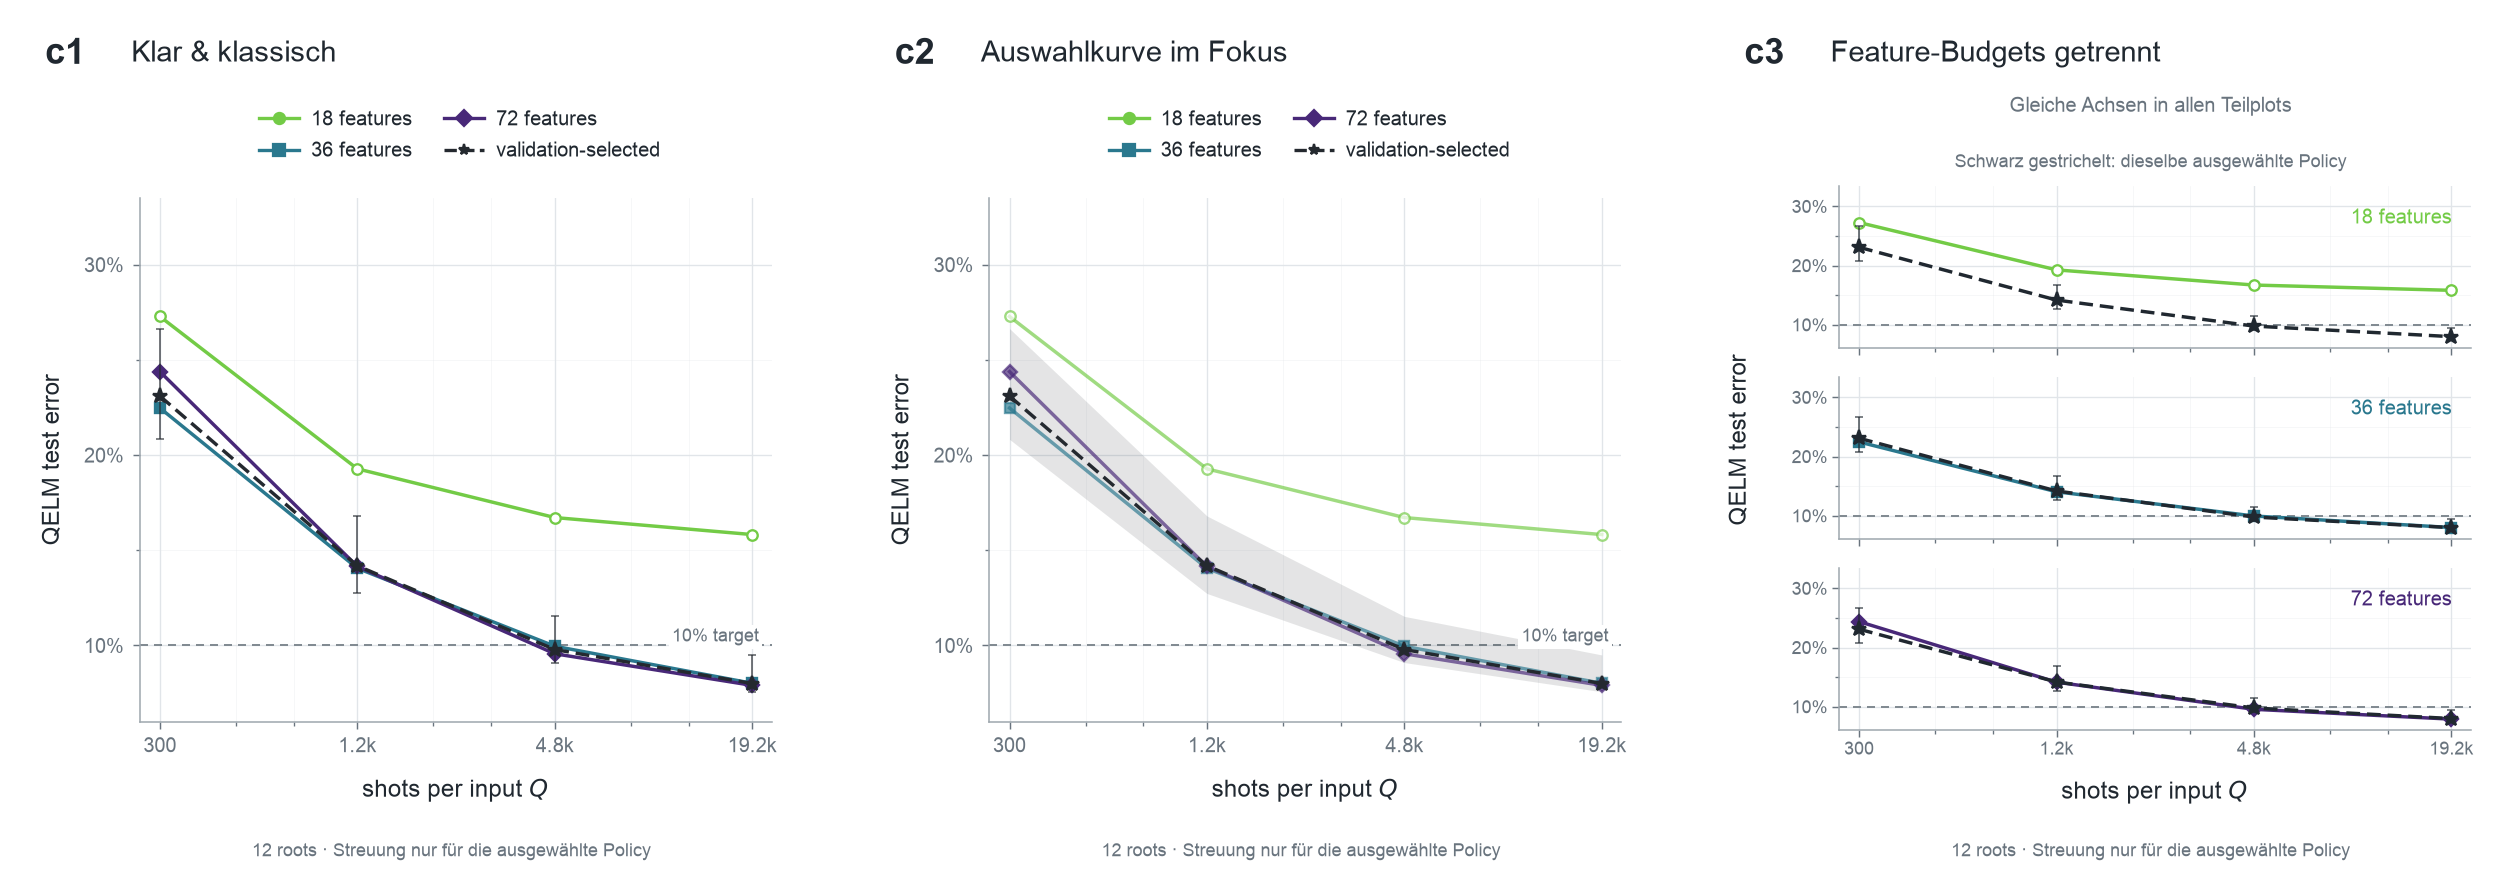 c1 Klar & klassisch
18 features
72 features
36 features
validation-selected
30%
20%
10%
10% target
QELM test error
300
1.2k
4.8k
19.2k
shots per input Q
12 roots · Streuung nur für die ausgewählte Policy
c2 Auswahlkurve im Fokus
18 features
72 features
36 features
validation-selected
30%
20%
10%
10% target
QELM test error
300
1.2k
4.8k
19.2k
shots per input Q
12 roots · Streuung nur für die ausgewählte Policy
c3 Feature-Budgets getrennt
Gleiche Achsen in allen Teilplots
Schwarz gestrichelt: dieselbe ausgewählte Policy
30%
18 features
20%
10%
30%
36 features
20%
10%
30%
72 features
20%
10%
QELM test error
300
1.2k
4.8k
19.2k
shots per input Q
12 roots · Streuung nur für die ausgewählte Policy